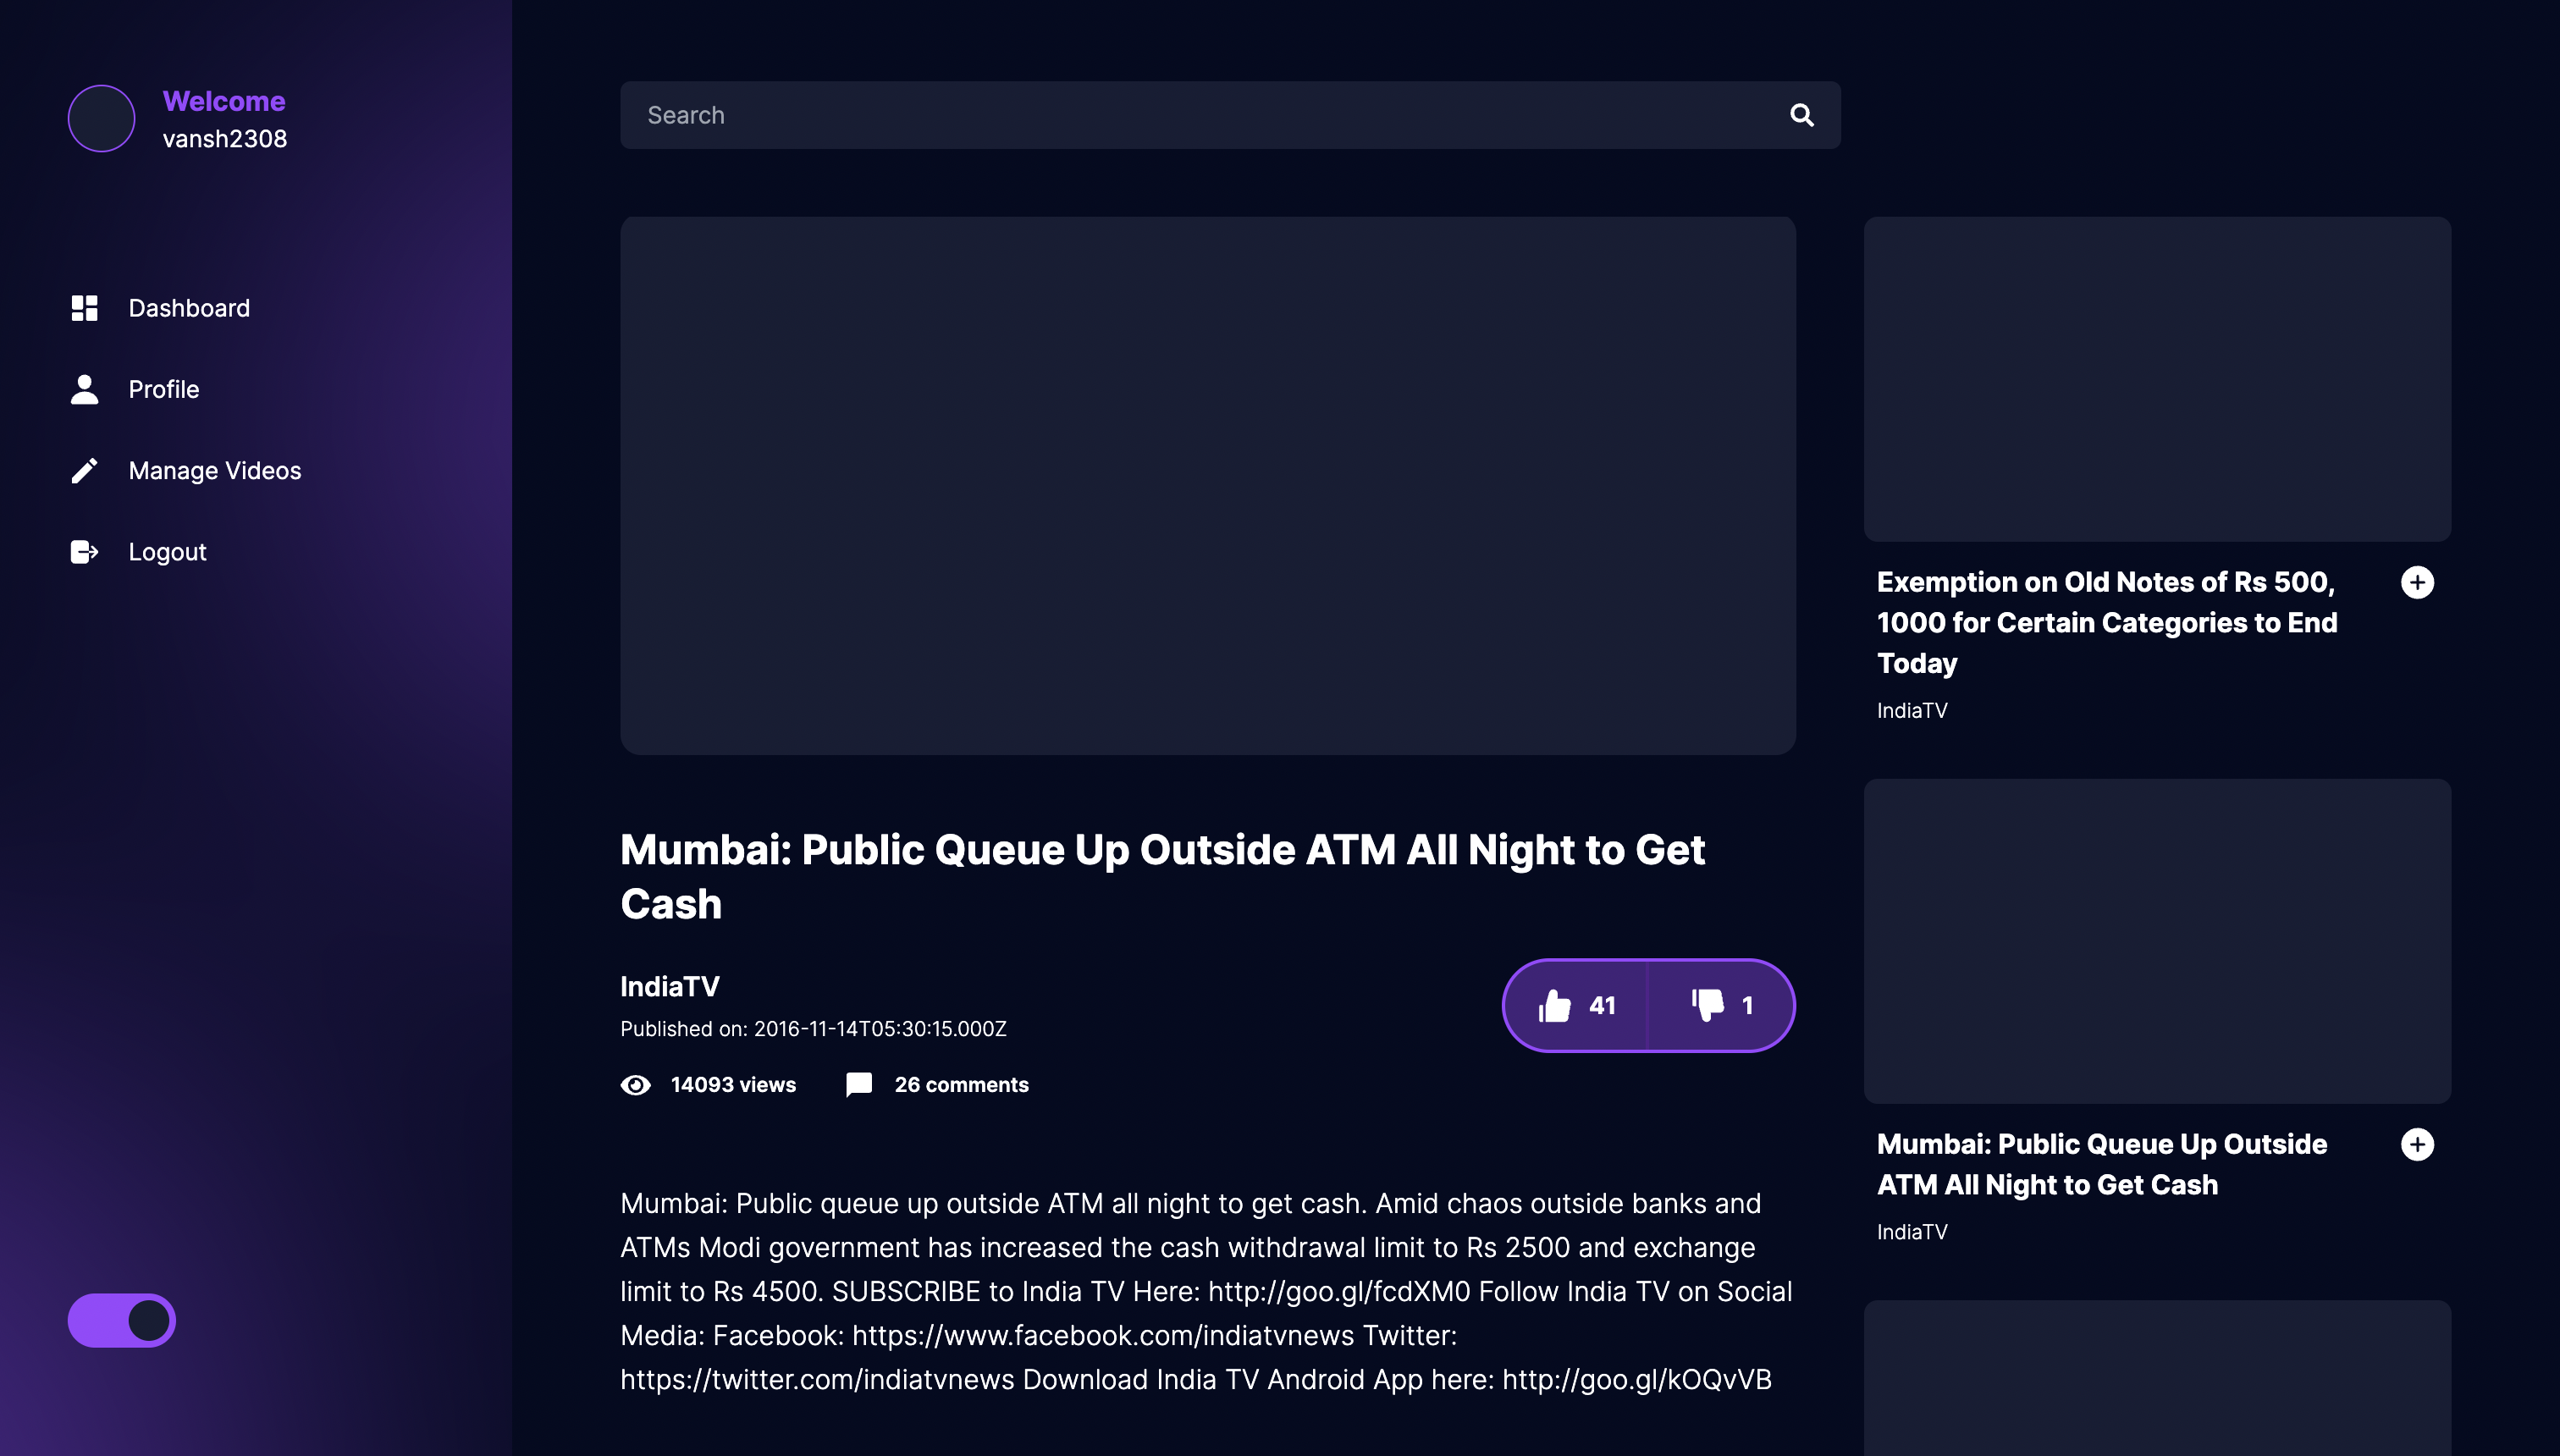 Welcome
vansh2308
Dashboard
Profile
Manage Videos
Logout
Search
Mumbai: Public Queue Up Outside ATM All Night to Get
Cash
IndiaTV
Published on: 2016-11-14T05:30:15.000Z
14093 views
26 comments
41
1
Mumbai: Public queue up outside ATM all night to get cash. Amid chaos outside banks and
ATMs Modi government has increased the cash withdrawal limit to Rs 2500 and exchange
limit to Rs 4500. SUBSCRIBE to India TV Here: http://goo.gl/fcdXM0 Follow India TV on Social
Media: Facebook: https://www.facebook.com/indiatvnews Twitter:
https://twitter.com/indiatvnews Download India TV Android App here: http://goo.gl/kOQvVB
Exemption on Old Notes of Rs 500,
1000 for Certain Categories to End
Today
IndiaTV
Mumbai: Public Queue Up Outside
ATM All Night to Get Cash
IndiaTV